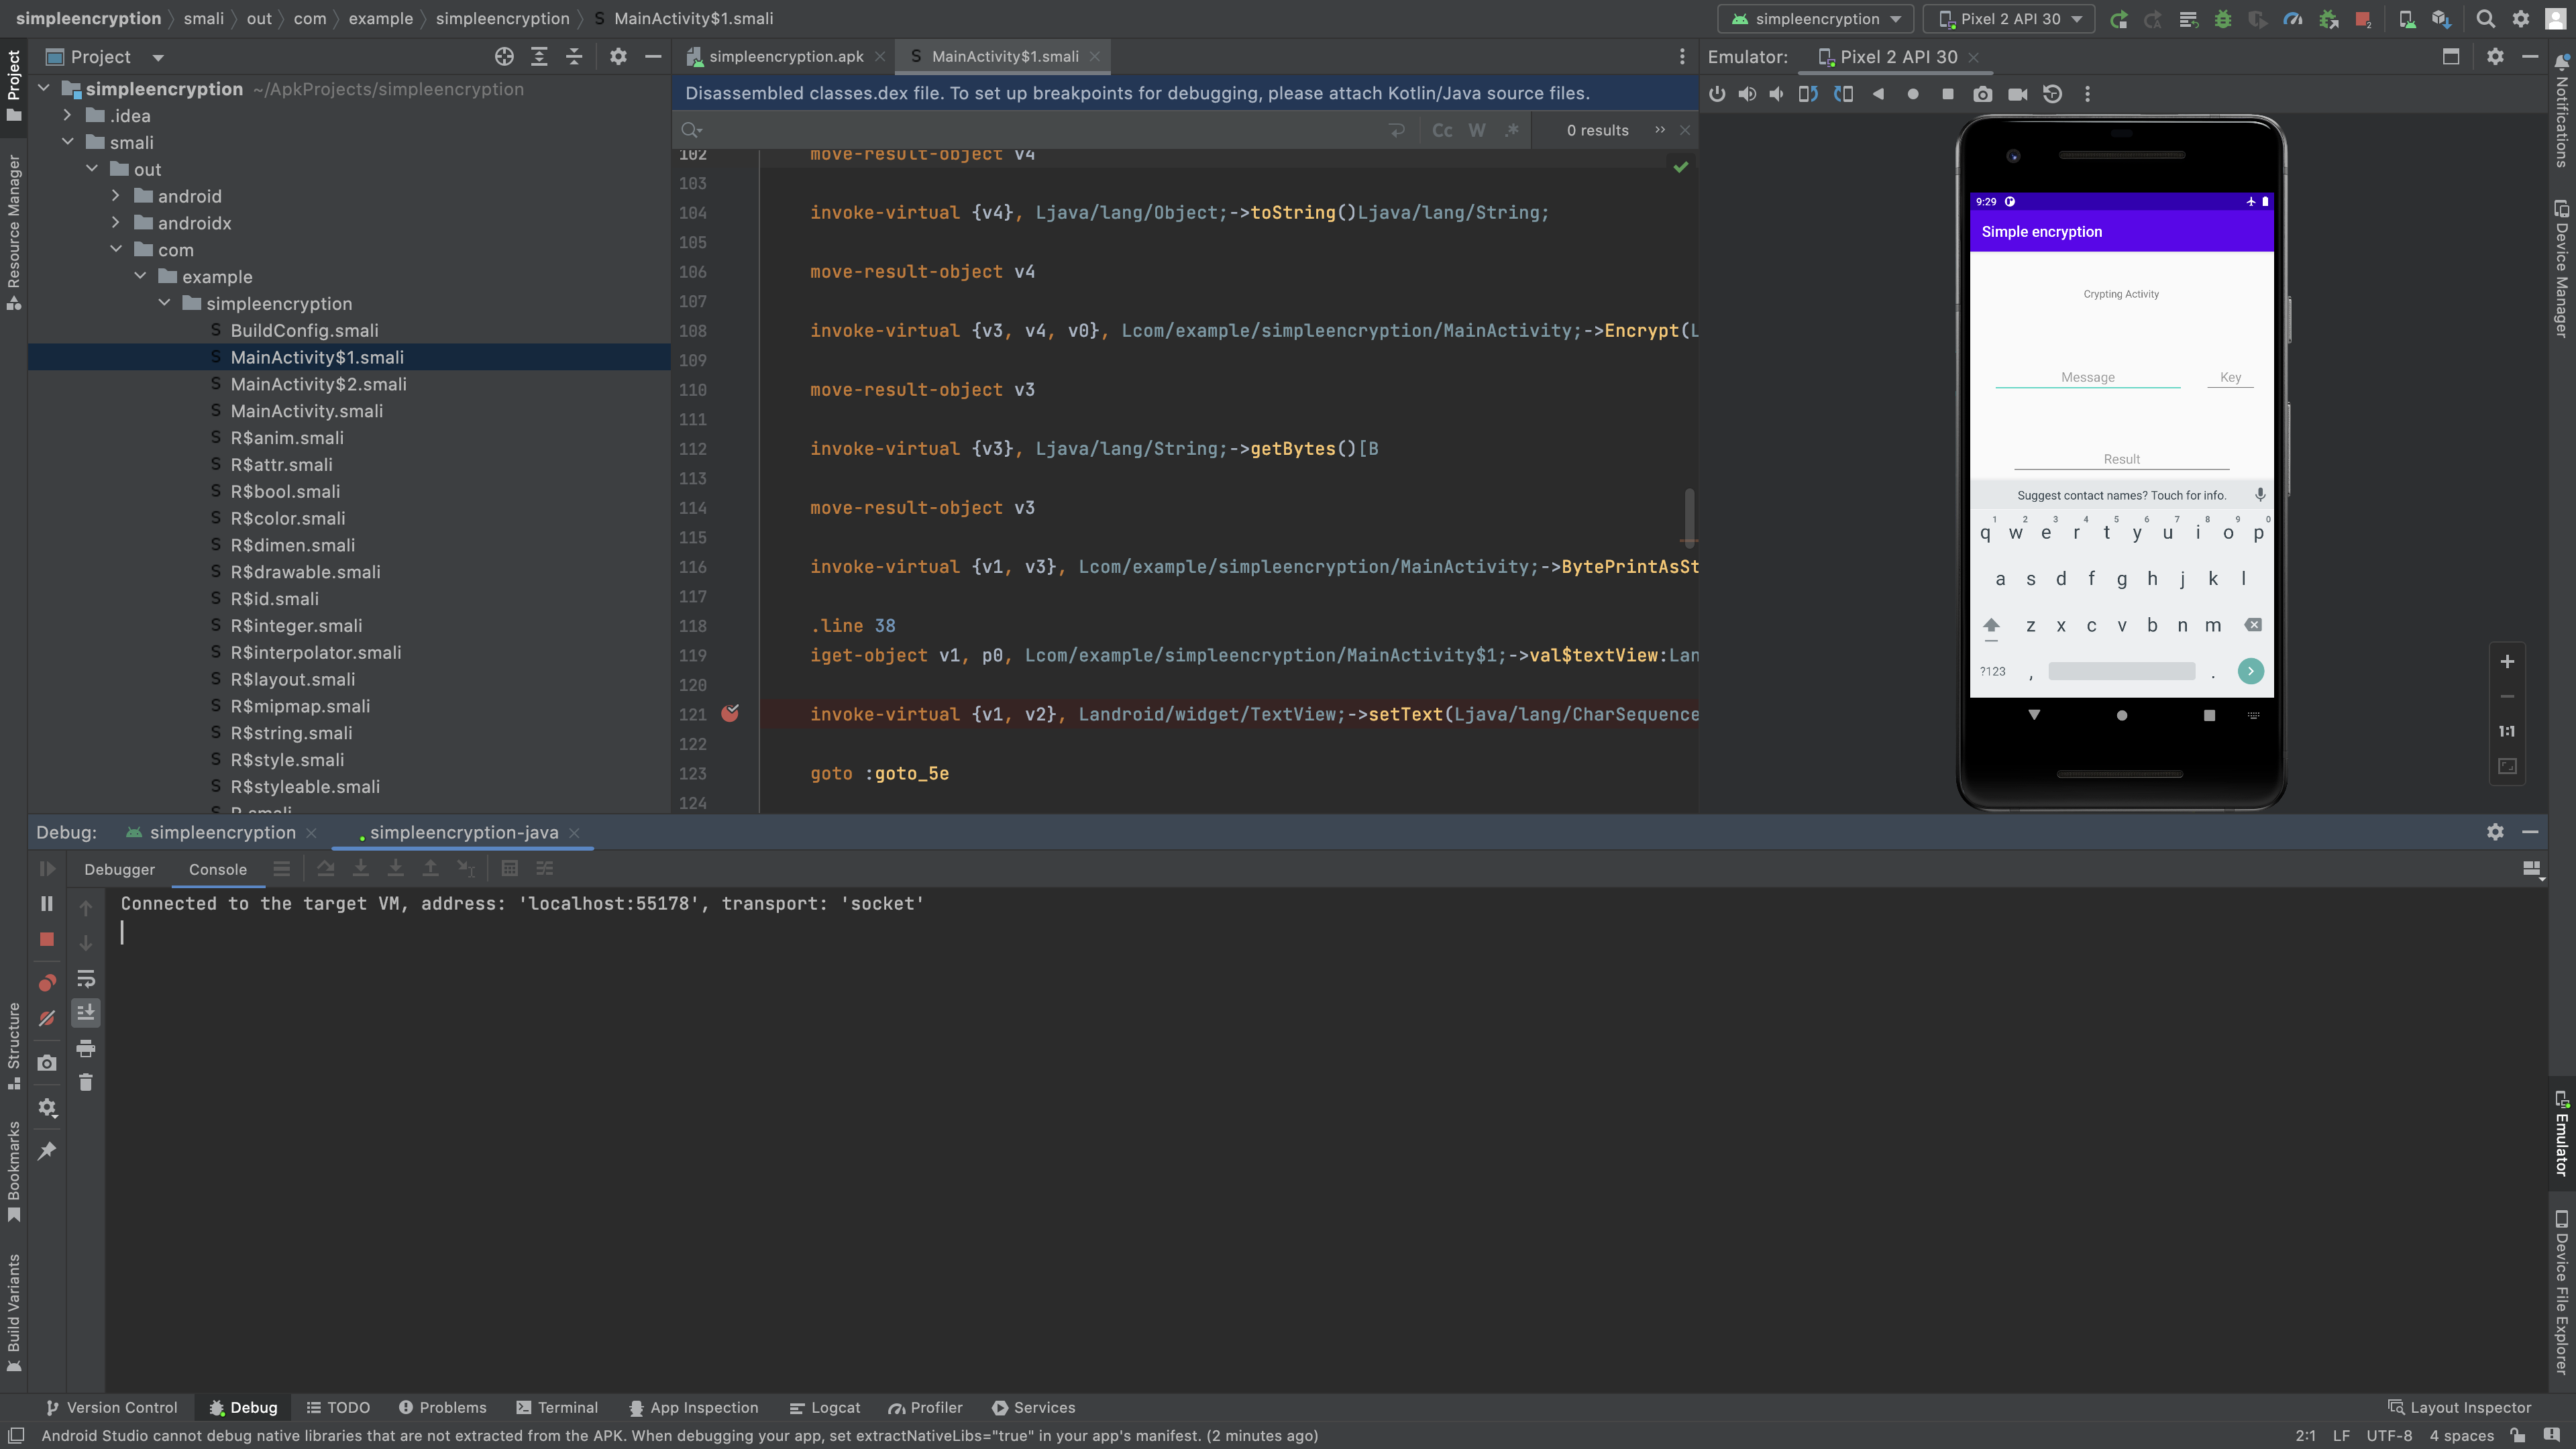 simpleencryption smali out com example simpleencryption S MainActivity$1.smali
simpleencryption
Pixel 2 API 30
Project
simpleencryption.apk
S MainActivity$1.smali
Emulator: Pixel 2 API 30
simpleencryption ~/ApkProjects/simpleencryption
.idea
smali
out
android
androidx
com
example
simpleencryption
S BuildConfig.smali
S MainActivity$1.smali
S MainActivity$2.smali
S MainActivity.smali
S R$anim.smali
S R$attr.smali
S R$bool.smali
S R$color.smali
S R$dimen.smali
S R$drawable.smali
S R$id.smali
S R$integer.smali
S R$interpolator.smali
S R$layout.smali
S R$mipmap.smali
S R$string.smali
S R$style.smali
S R$styleable.smali
S R.smali
Disassembled classes.dex file. To set up breakpoints for debugging, please attach Kotlin/Java source files.
Cc W .* 0 results
102 move-result-object v4
103
104 invoke-virtual {v4}, Ljava/lang/Object;->toString()Ljava/lang/String;
105
106 move-result-object v4
107
108 invoke-virtual {v3, v4, v0}, Lcom/example/simpleencryption/MainActivity;->Encrypt(L
109
110 move-result-object v3
111
112 invoke-virtual {v3}, Ljava/lang/String;->getBytes()[B
113
114 move-result-object v3
115
116 invoke-virtual {v1, v3}, Lcom/example/simpleencryption/MainActivity;->BytePrintAsSt
117
118 .line 38
119 iget-object v1, p0, Lcom/example/simpleencryption/MainActivity$1;->val$textView:Lan
120
121 invoke-virtual {v1, v2}, Landroid/widget/TextView;->setText(Ljava/lang/CharSequence
122
123 goto :goto_5e
124
9:29
Simple encryption
Crypting Activity
Message Key
Result
Suggest contact names? Touch for info.
1 2 3 4 5 6 7 8 9 0
q w e r t y u i o p
a s d f g h j k l
z x c v b n m
?123 , .
1:1
Project
Resource Manager
Structure
Bookmarks
Build Variants
Notifications
Device Manager
Emulator
Device File Explorer
Debug: simpleencryption simpleencryption-java
Debugger Console
Connected to the target VM, address: 'localhost:55178', transport: 'socket'
Version Control Debug TODO Problems Terminal App Inspection Logcat Profiler Services Layout Inspector
Android Studio cannot debug native libraries that are not extracted from the APK. When debugging your app, set extractNativeLibs="true" in your app's manifest. (2 minutes ago)
2:1 LF UTF-8 4 spaces